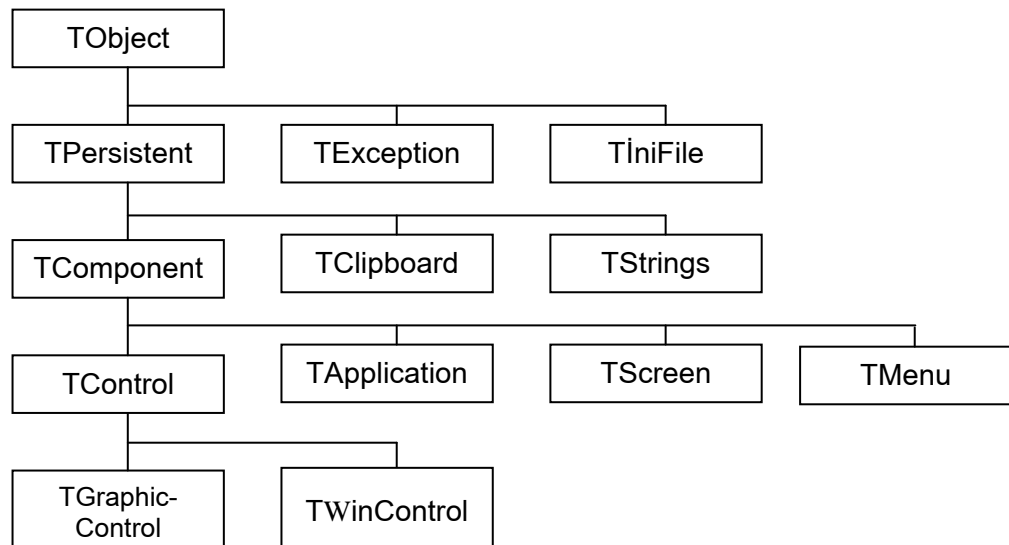 TObject
TPersistent
TException
TİniFile
TComponent
TClipboard
TStrings
TControl
TApplication
TScreen
TMenu
TGraphic-
Control
TWinControl